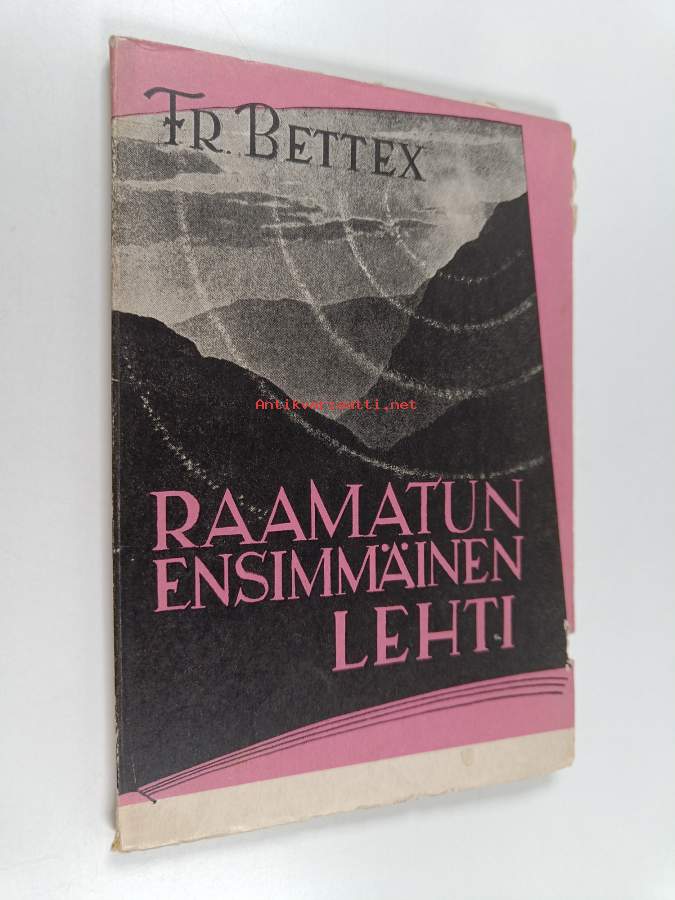 Fr. Bettex
Antikvariaatti.net
RAAMATUN
ENSIMMÄINEN
LEHTI